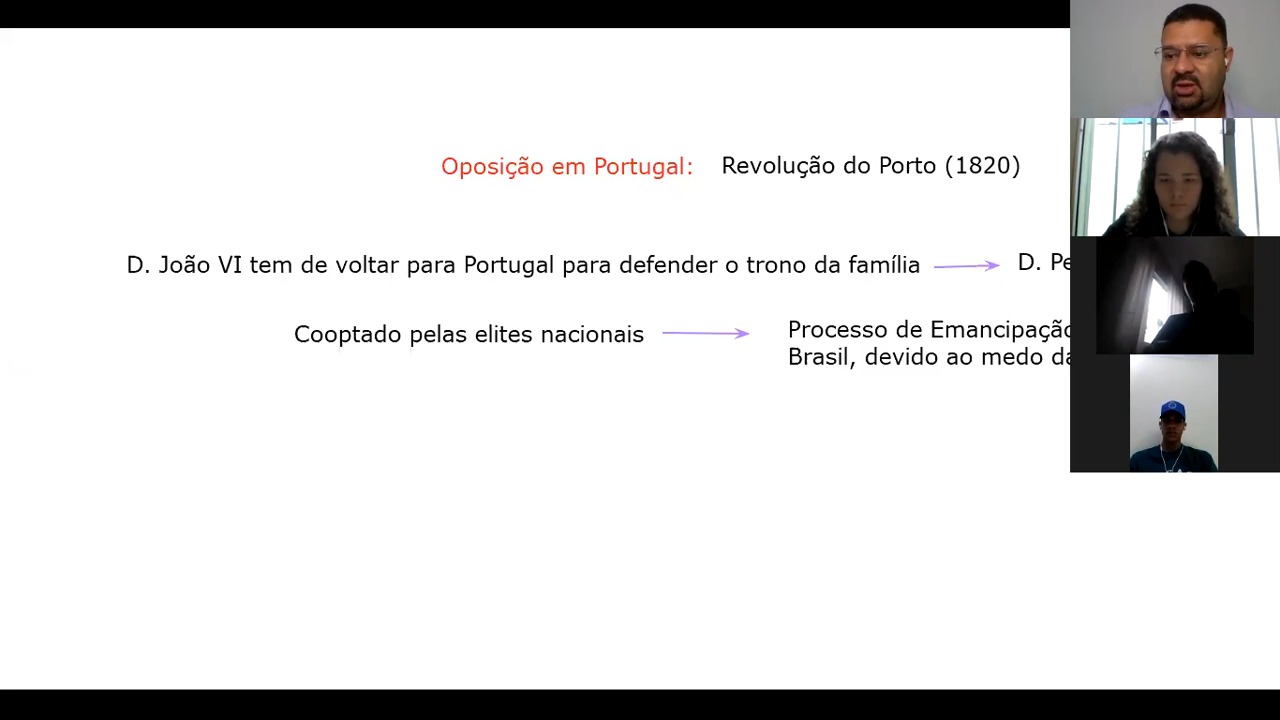 Oposição em Portugal: Revolução do Porto (1820)
D. João VI tem de voltar para Portugal para defender o trono da família D.
Cooptado pelas elites nacionais Processo de Emancipação
Brasil, devido ao medo